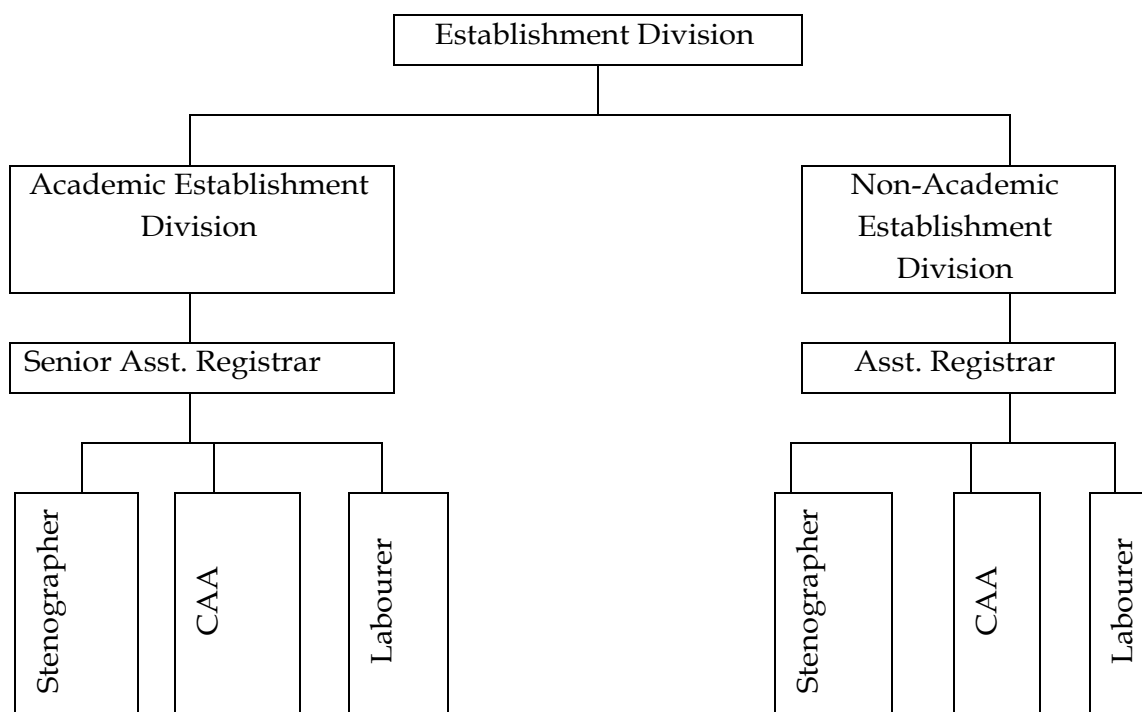 Establishment Division
Academic Establishment
Division
Non-Academic
Establishment
Division
Senior Asst. Registrar
Asst. Registrar
Stenographer
CAA
Labourer
Stenographer
CAA
Labourer